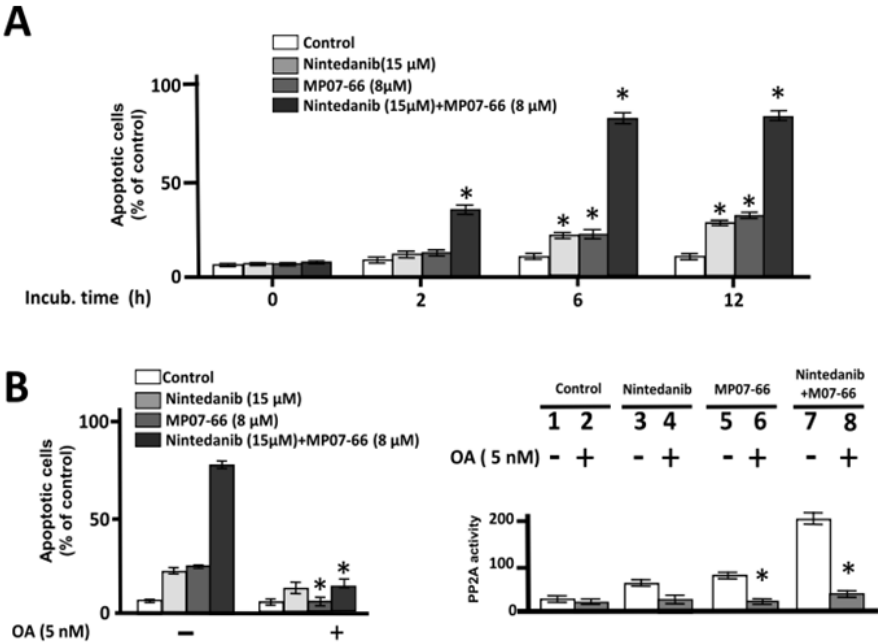 A
Control
Nintedanib(15 μM)
MP07-66 (8μM)
Nintedanib (15μM)+MP07-66 (8 μM)
Apoptotic cells
(% of control)
100
50
0
*
*
*
*
*
*
*
Incub. time (h)
0
2
6
12
B
Control
Nintedanib (15 μM)
MP07-66 (8 μM)
Nintedanib (15μM)+MP07-66 (8 μM)
Apoptotic cells
(% of control)
100
50
0
*
*
OA (5 nM)
-
+
Control
Nintedanib
MP07-66
Nintedanib
+M07-66
1 2 3 4 5 6 7 8
OA ( 5 nM) - + - + - + - +
PP2A activity
200
100
0
*
*